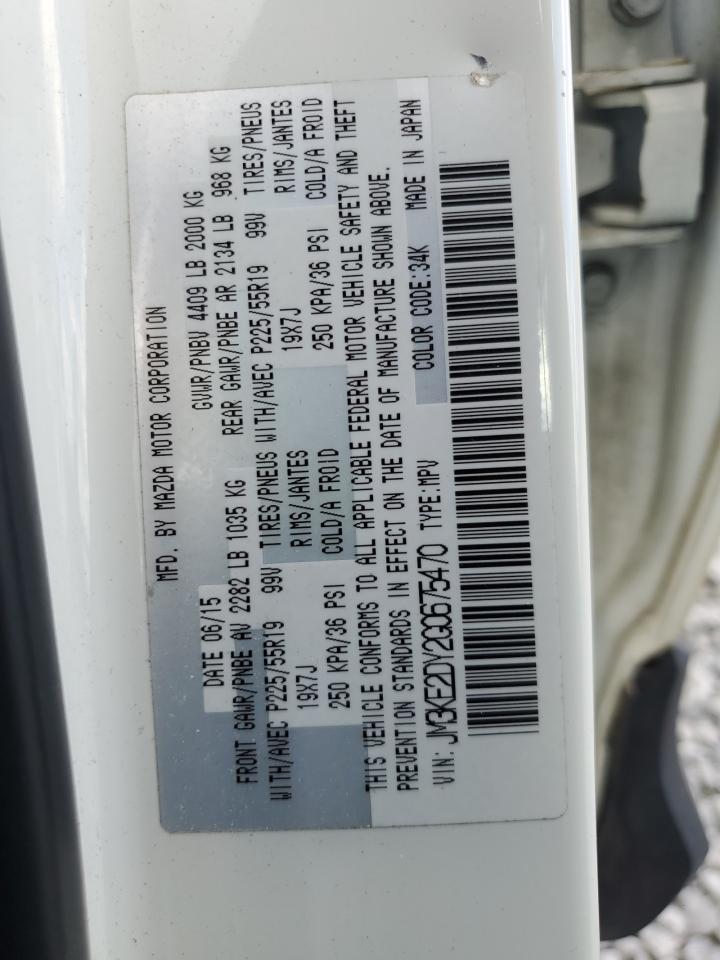 MFD. BY MAZDA MOTOR CORPORATION
DATE 06/15 GVWR/PNBV 4409 LB 2000 KG
FRONT GAWR/PNBE AV 2282 LB 1035 KG REAR GAWR/PNBE AR 2134 LB 968 KG
WITH/AVEC P225/55R19 99V TIRES/PNEUS WITH/AVEC P225/55R19 99V TIRES/PNEUS
19X7J RIMS/JANTES 19X7J RIMS/JANTES
250 KPA/36 PSI COLD/A FROID 250 KPA/36 PSI COLD/A FROID
THIS VEHICLE CONFORMS TO ALL APPLICABLE FEDERAL MOTOR VEHICLE SAFETY AND THEFT
PREVENTION STANDARDS IN EFFECT ON THE DATE OF MANUFACTURE SHOWN ABOVE.
COLOR CODE:34K MADE IN JAPAN
VIN: JM3KE2DY2G0675470 TYPE:MPV